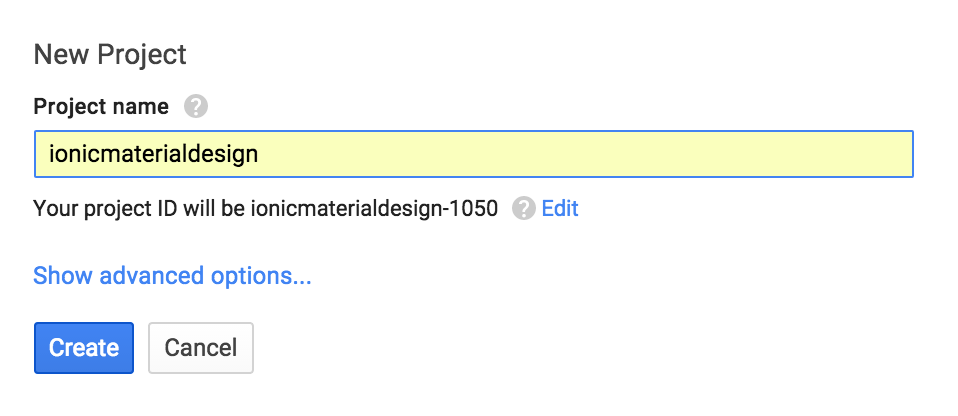 New Project
Project name ?
ionicmaterialdesign
Your project ID will be ionicmaterialdesign-1050 ? Edit
Show advanced options...
Create Cancel